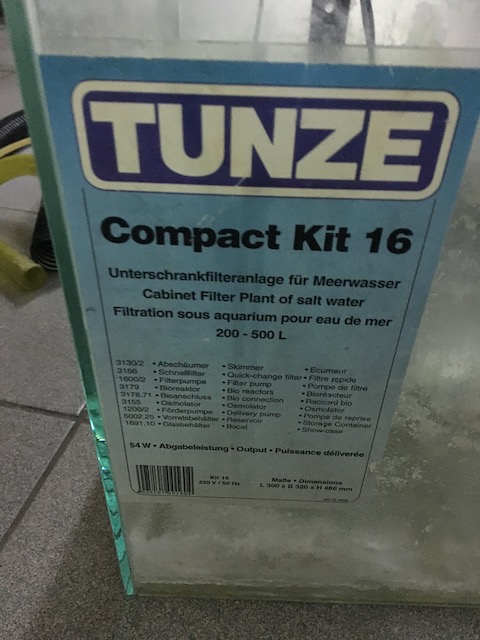 TUNZE
Compact Kit 16
Unterschrankfilteranlage für Meerwasser
Cabinet Filter Plant of salt water
Filtration sous aquarium pour eau de mer
200 - 500 L
3130/2 • Abschäumer • Skimmer • Ecumeur
3166 • Schnellfilter • Quick-change filter • Filtre rapide
1600/2 • Filterpumpe • Filter pump • Pompe de filtre
3179 • Bioreaktor • Bio reactors • Bioréacteur
3178.71 • Bioanschluss • Bio connection • Raccord bio
3155 • Osmolator • Osmolator • Osmolator
1200/2 • Förderpumpe • Delivery pump • Pompe de reprise
5002.25 • Vorratsbehälter • Reservoir • Storage Container
1691.10 • Glasbehälter • Bocal • Show-case
54 W • Abgabeleistung • Output • Puissance délivrée
Kit 16
230 V / 50 Hz
Maße • Dimensions
L 300 x B 320 x H 460 mm